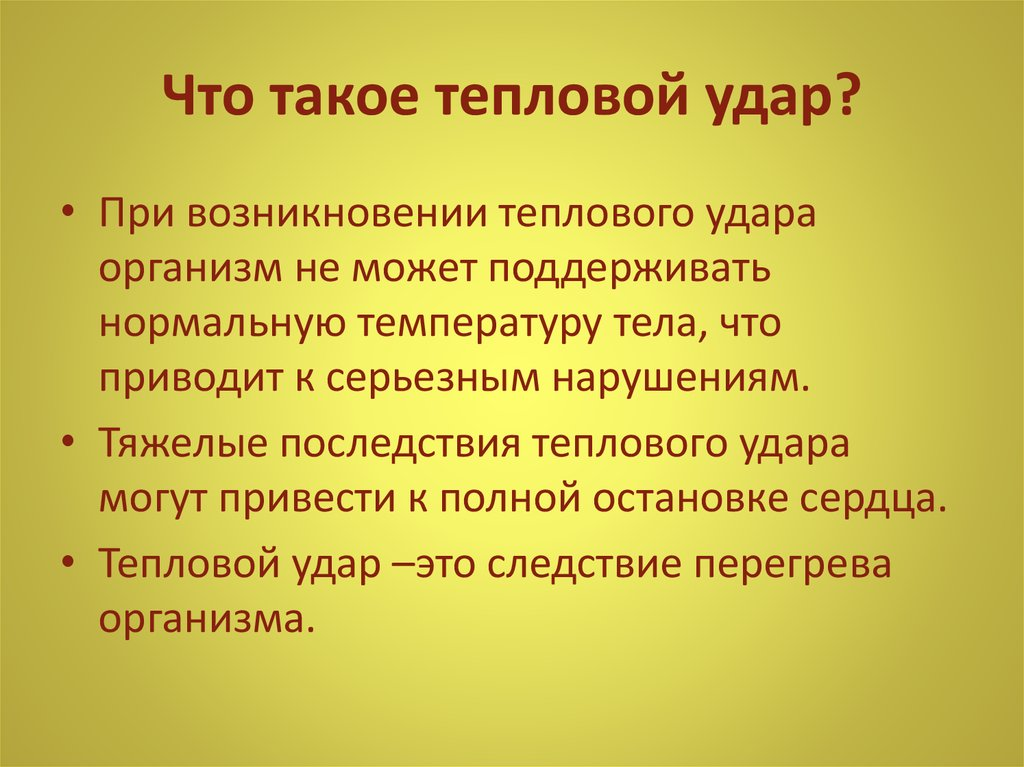 Что такое тепловой удар?
• При возникновении теплового удара
организм не может поддерживать
нормальную температуру тела, что
приводит к серьезным нарушениям.
• Тяжелые последствия теплового удара
могут привести к полной остановке сердца.
• Тепловой удар –это следствие перегрева
организма.